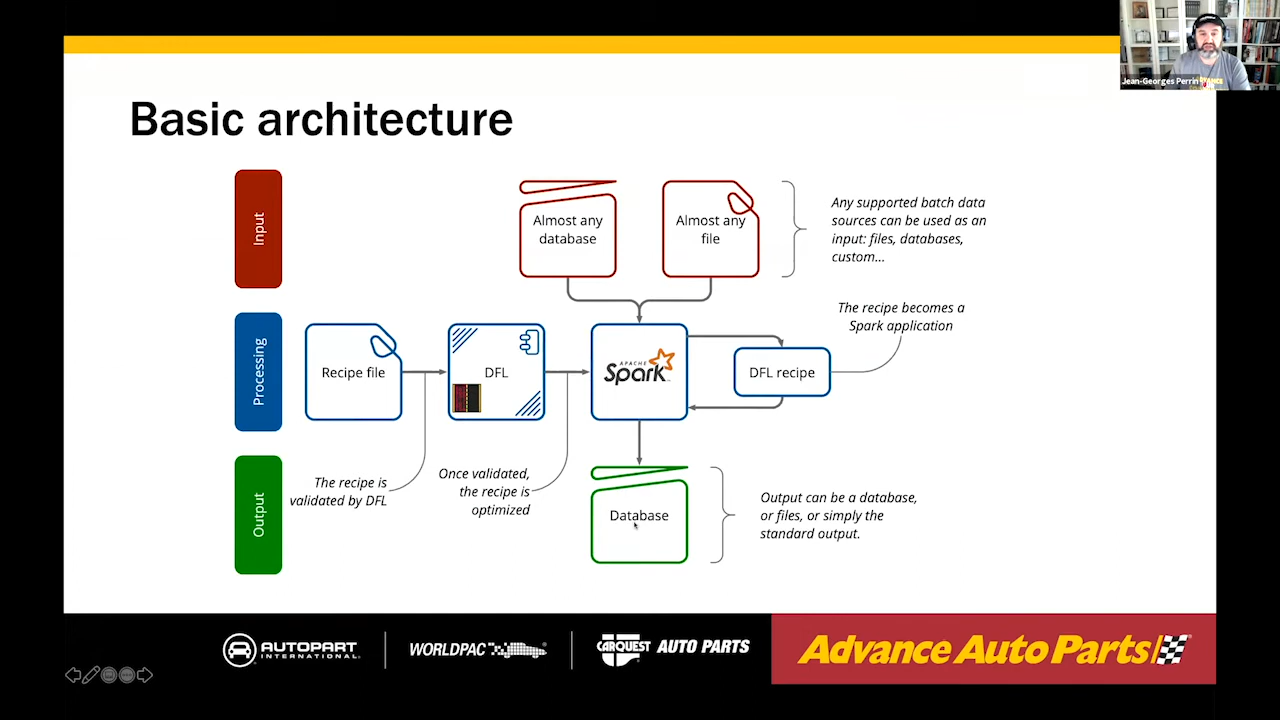 Jean-Georges Perrin
Basic architecture
Input
Almost any
database
Almost any
file
Any supported batch data
sources can be used as an
input: files, databases,
custom...
The recipe becomes a
Spark application
Processing
Recipe file
DFL
APACHE
Spark
DFL recipe
The recipe is
validated by DFL
Once validated,
the recipe is
optimized
Output
Database
Output can be a database,
or files, or simply the
standard output.
AUTOPART
INTERNATIONAL
WORLDPAC
CARQUEST AUTO PARTS
Advance Auto Parts